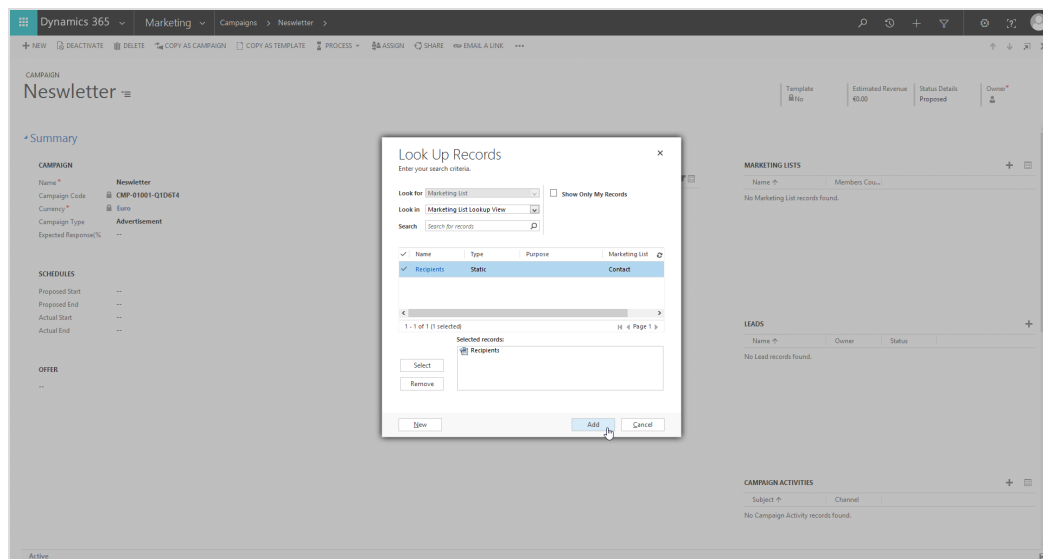 Dynamics 365 Marketing Campaigns > Neswletter >
+ NEW DEACTIVATE DELETE COPY AS CAMPAIGN COPY AS TEMPLATE PROCESS ASSIGN SHARE EMAIL A LINK •••
CAMPAIGN
Neswletter
Template
No
Estimated Revenue
€0.00
Status Details
Proposed
Owner*
Summary
CAMPAIGN
Name* Neswletter
Campaign Code CMP-01001-Q1D6T4
Currency* Euro
Campaign Type Advertisement
Expected Response(% --
SCHEDULES
Proposed Start --
Proposed End --
Actual Start --
Actual End --
OFFER
--
Look Up Records
Enter your search criteria.
Look for Marketing List Show Only My Records
Look in Marketing List Lookup View
Search Search for records
Name Type Purpose Marketing List
Recipients Static Contact
1 - 1 of 1 (1 selected) Page 1
Selected records:
Recipients
Select
Remove
New Add Cancel
MARKETING LISTS
Name Members Cou...
No Marketing List records found.
LEADS
Name Owner Status
No Lead records found.
CAMPAIGN ACTIVITIES
Subject Channel
No Campaign Activity records found.
Active